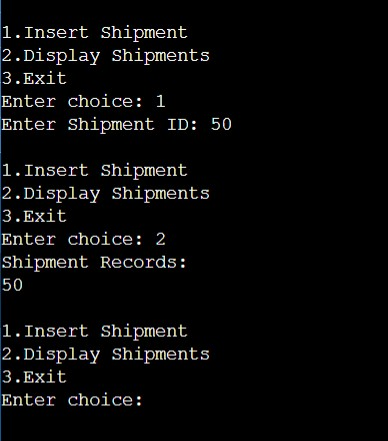 1.Insert Shipment
2.Display Shipments
3.Exit
Enter choice: 1
Enter Shipment ID: 50
1.Insert Shipment
2.Display Shipments
3.Exit
Enter choice: 2
Shipment Records:
50
1.Insert Shipment
2.Display Shipments
3.Exit
Enter choice: